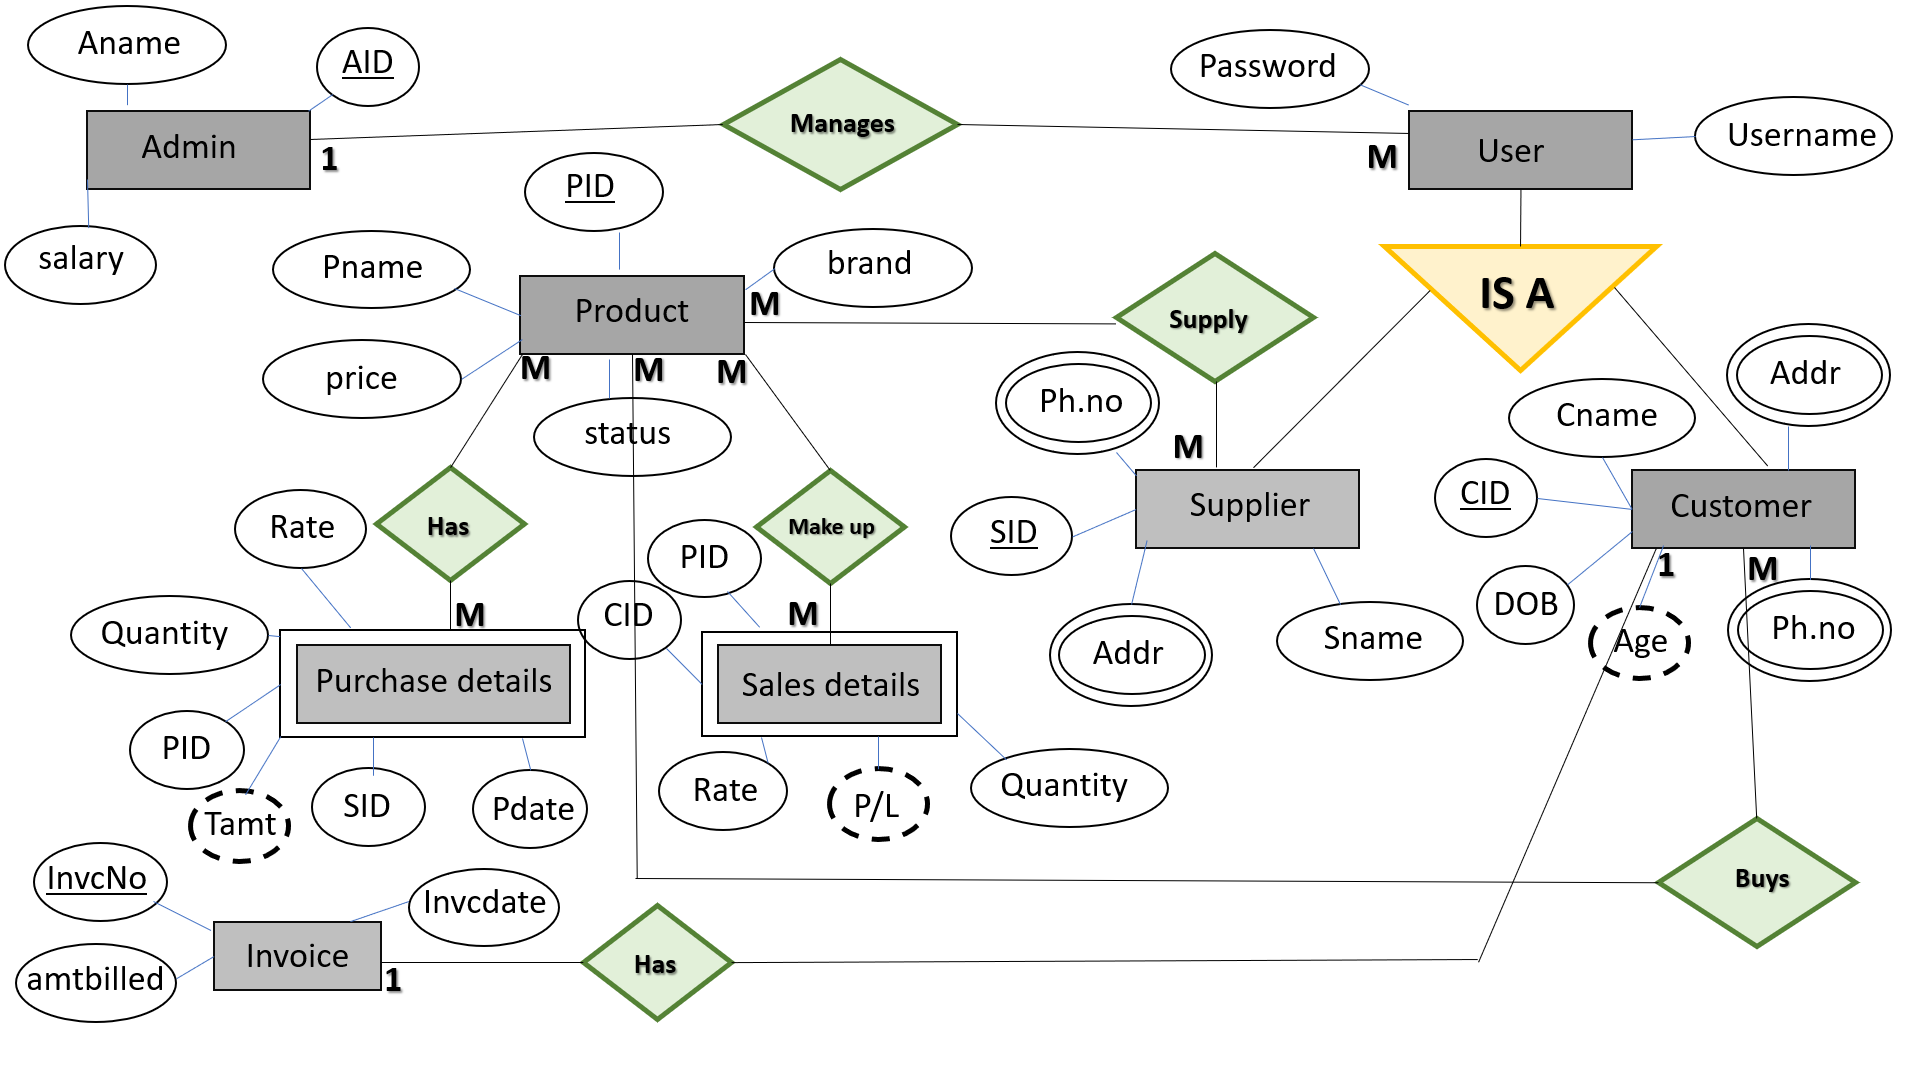 Aname
AID
Password
Username
Manages
Admin
1
M
User
PID
salary
Pname
brand
Product
M
Supply
IS A
price
M
M
M
status
Ph.no
M
Cname
Addr
Rate
Has
Make up
PID
SID
Supplier
CID
Customer
1
M
Quantity
M
CID
M
DOB
Age
Ph.no
Addr
Sname
Purchase details
Sales details
PID
Tamt
SID
Pdate
Rate
P/L
Quantity
InvcNo
Invcdate
Buys
Invoice
amtbilled
1
Has